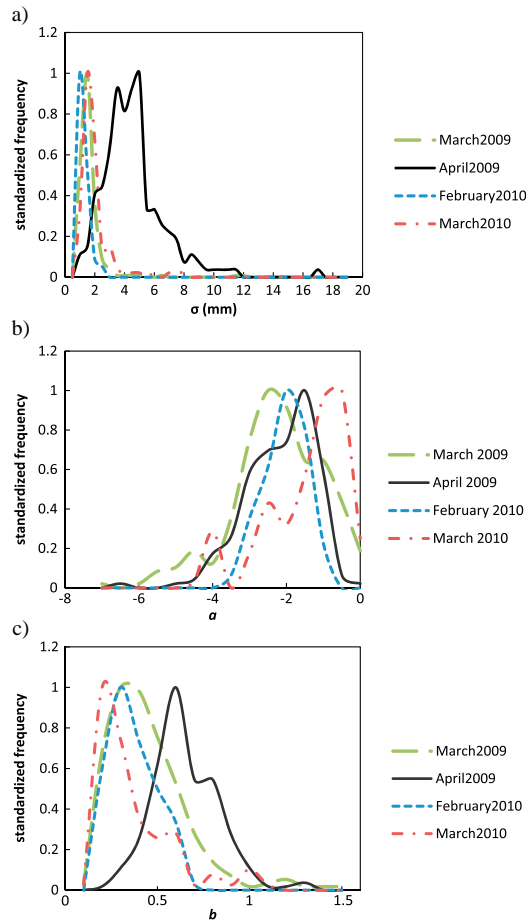 a)
1.2
1
0.8
0.6
0.4
0.2
0
standardized frequency
0 2 4 6 8 10 12 14 16 18 20
σ (mm)
March2009
April2009
February2010
March2010
b)
1.2
1
0.8
0.6
0.4
0.2
0
standardized frequency
-8 -6 -4 -2 0
a
March 2009
April 2009
February 2010
March 2010
c)
1.2
1
0.8
0.6
0.4
0.2
0
standardized frequency
0 0.5 1 1.5
b
March2009
April2009
February2010
March2010